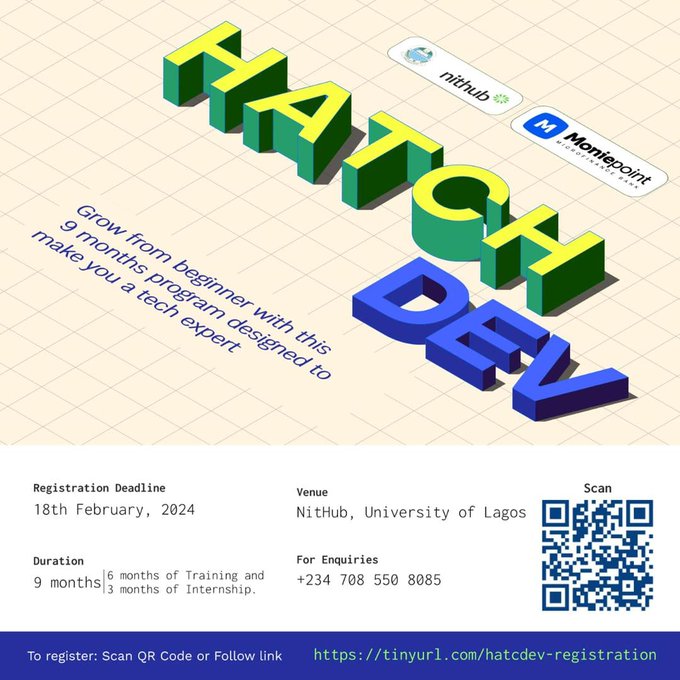 HATCH
DEV
nithub
M Moniepoint
MICROFINANCE BANK
Grow from beginner with this
9 months program designed to
make you a tech expert
Registration Deadline
18th February, 2024
Venue
NitHub, University of Lagos
Scan
Duration
9 months
6 months of Training and
3 months of Internship.
For Enquiries
+234 708 550 8085
To register: Scan QR Code or Follow link
https://tinyurl.com/hatcdev-registration